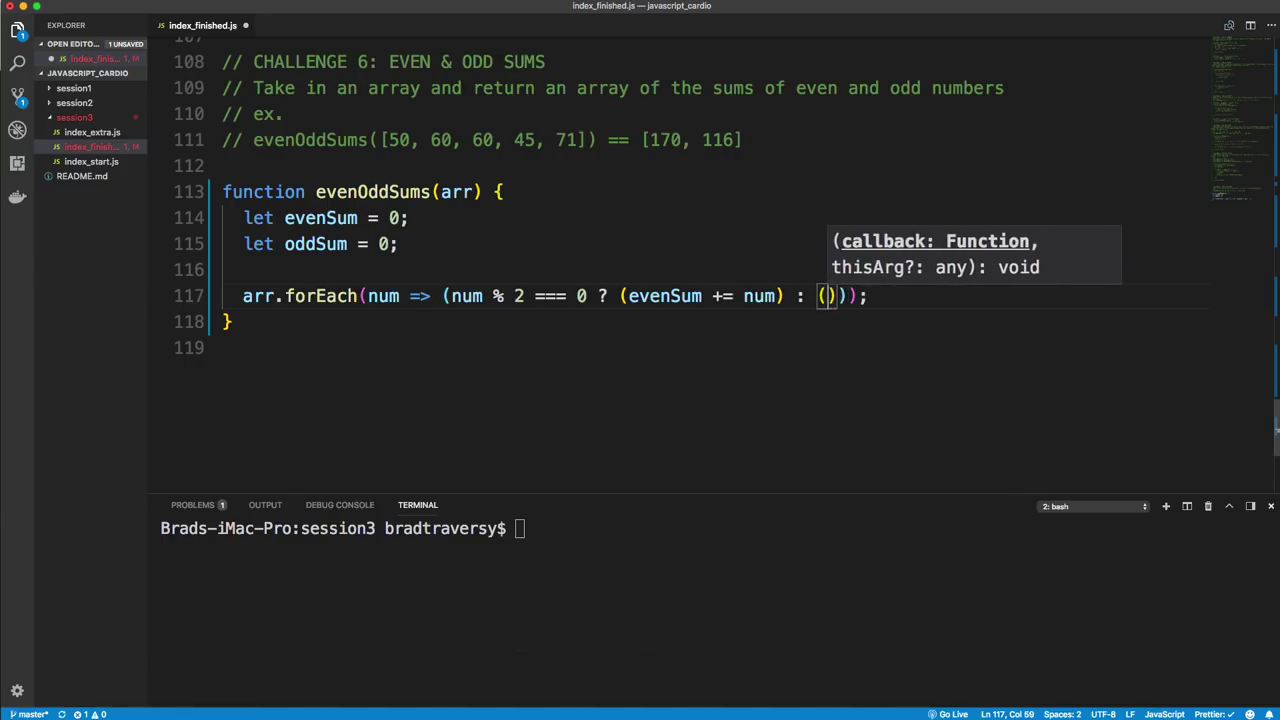 index_finished.js — javascript_cardio
EXPLORER
index_finished.js
OPEN EDITO... 1 UNSAVED
index_finis... 1, M
JAVASCRIPT_CARDIO
session1
session2
session3
index_extra.js
index_finish... 1, M
index_start.js
README.md
107
108 // CHALLENGE 6: EVEN & ODD SUMS
109 // Take in an array and return an array of the sums of even and odd numbers
110 // ex.
111 // evenOddSums([50, 60, 60, 45, 71]) == [170, 116]
112
113 function evenOddSums(arr) {
114 let evenSum = 0;
115 let oddSum = 0;
(callback: Function,
116
thisArg?: any): void
117 arr.forEach(num => (num % 2 === 0 ? (evenSum += num) : ()));
118 }
119
PROBLEMS 1 OUTPUT DEBUG CONSOLE TERMINAL
2: bash
Brads-iMac-Pro:session3 bradtraversy$
master* 1 0 Go Live Ln 117, Col 59 Spaces: 2 UTF-8 LF JavaScript Prettier: ✓